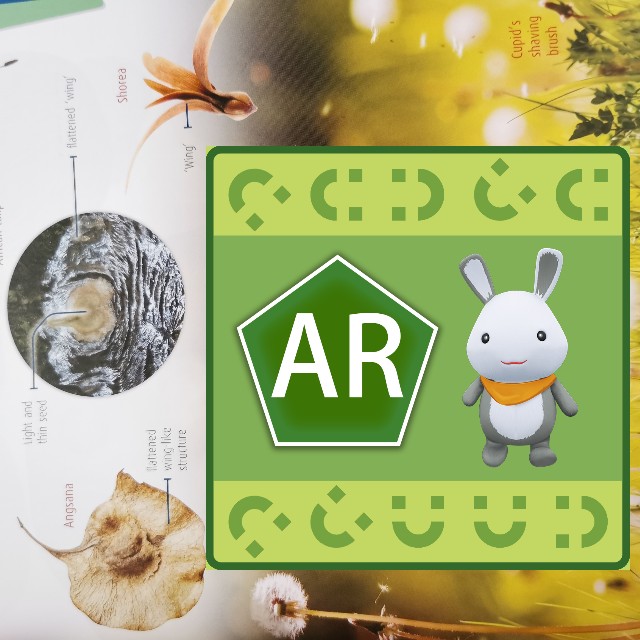 Shorea
'Wing'
flattened 'wing'
Light and
thin seed
Angsana
flattened
wing like
structure
Cupid's
shaving
brush
AR